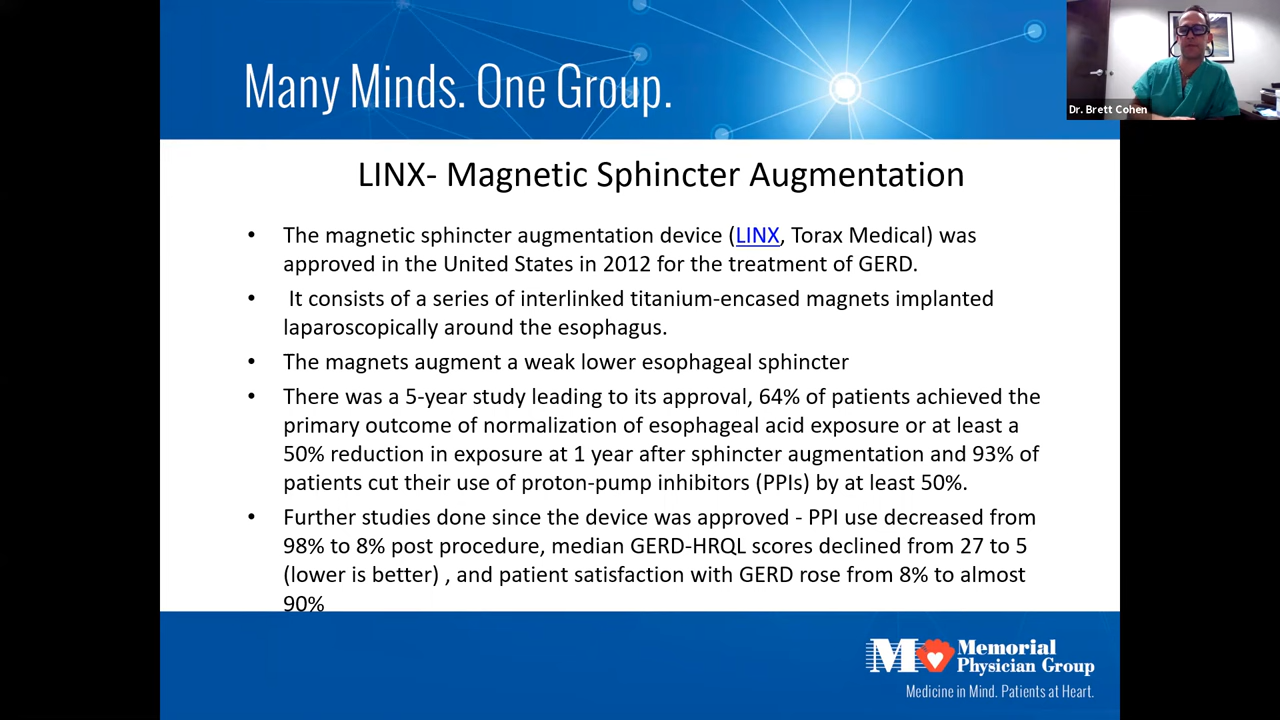 Many Minds. One Group.
Dr. Brett Cohen
LINX- Magnetic Sphincter Augmentation
• The magnetic sphincter augmentation device (LINX, Torax Medical) was
approved in the United States in 2012 for the treatment of GERD.
• It consists of a series of interlinked titanium-encased magnets implanted
laparoscopically around the esophagus.
• The magnets augment a weak lower esophageal sphincter
• There was a 5-year study leading to its approval, 64% of patients achieved the
primary outcome of normalization of esophageal acid exposure or at least a
50% reduction in exposure at 1 year after sphincter augmentation and 93% of
patients cut their use of proton-pump inhibitors (PPIs) by at least 50%.
• Further studies done since the device was approved - PPI use decreased from
98% to 8% post procedure, median GERD-HRQL scores declined from 27 to 5
(lower is better) , and patient satisfaction with GERD rose from 8% to almost
90%
M Memorial
Physician Group
Medicine in Mind. Patients at Heart.